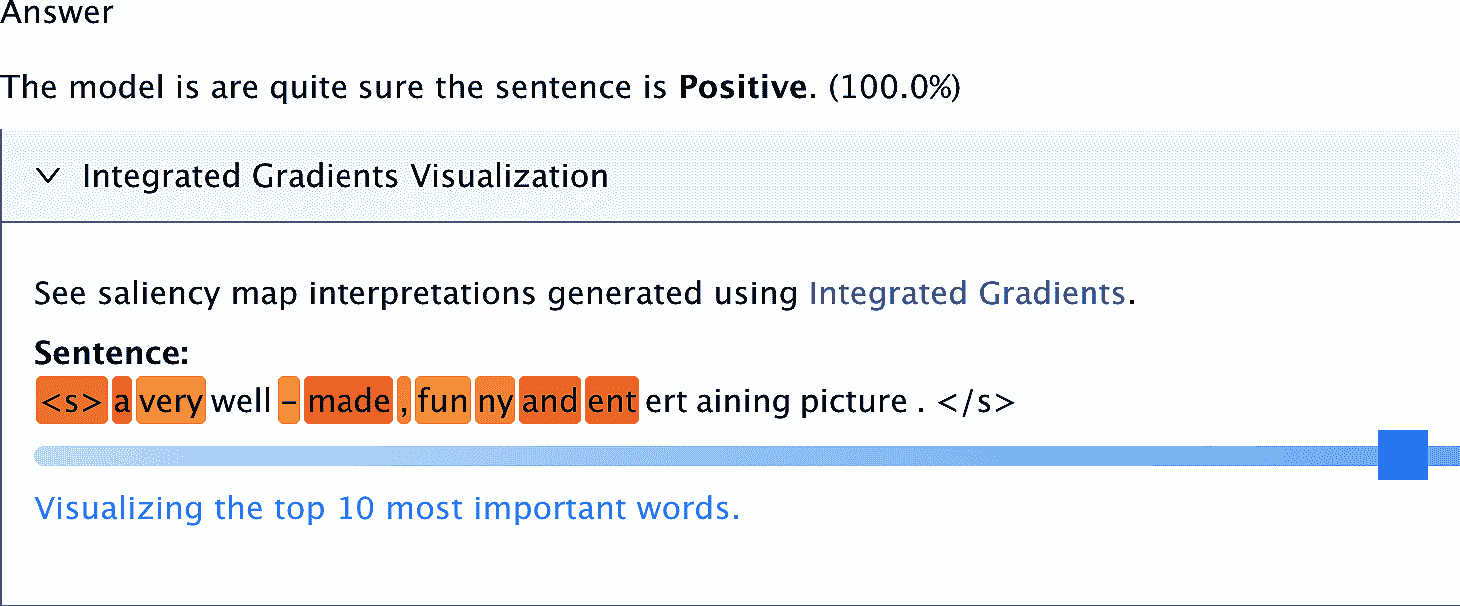 Answer
The model is are quite sure the sentence is Positive. (100.0%)
Integrated Gradients Visualization
See saliency map interpretations generated using Integrated Gradients.
Sentence:
<s> a very well - made , fun ny and ent ert aining picture . </s>
Visualizing the top 10 most important words.